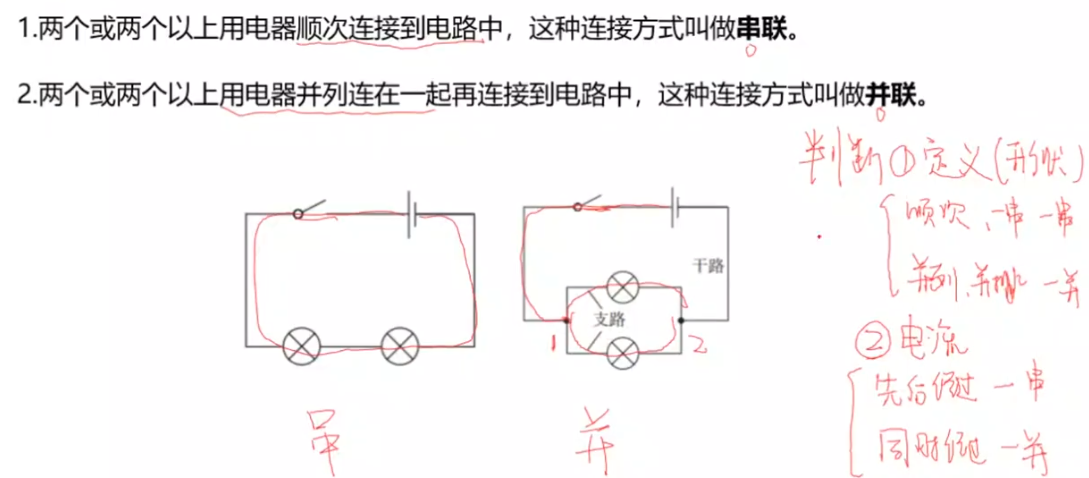 1.两个或两个以上用电器顺次连接到电路中，这种连接方式叫做串联。
2.两个或两个以上用电器并列连在一起再连接到电路中，这种连接方式叫做并联。
判断①定义(形状)
顺次、一串一串
并列、并排一并
②电流
先后经过一串
同时经过一并
干路
支路
1 2
串 并